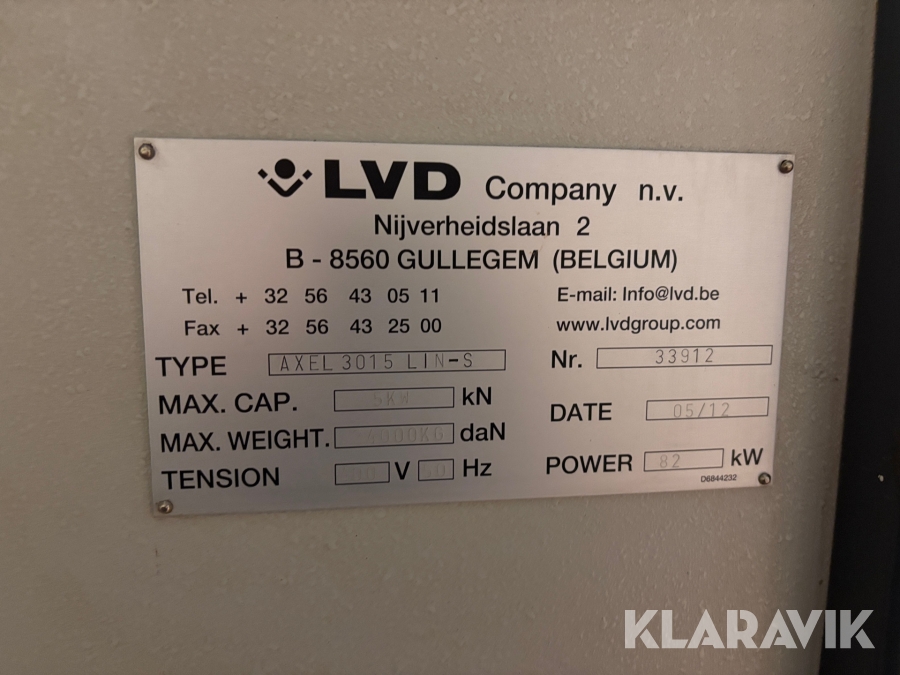 LVD Company n.v.
Nijverheidslaan 2
B - 8560 GULLEGEM (BELGIUM)
Tel. + 32 56 43 05 11
E-mail: Info@lvd.be
Fax + 32 56 43 25 00
www.lvdgroup.com
TYPE AXEL 3015 LIN-S
Nr. 33912
MAX. CAP. 5KW kN
DATE 05/12
MAX. WEIGHT. daN
TENSION V Hz
POWER 82 kW
D6844232
KLARAVIK